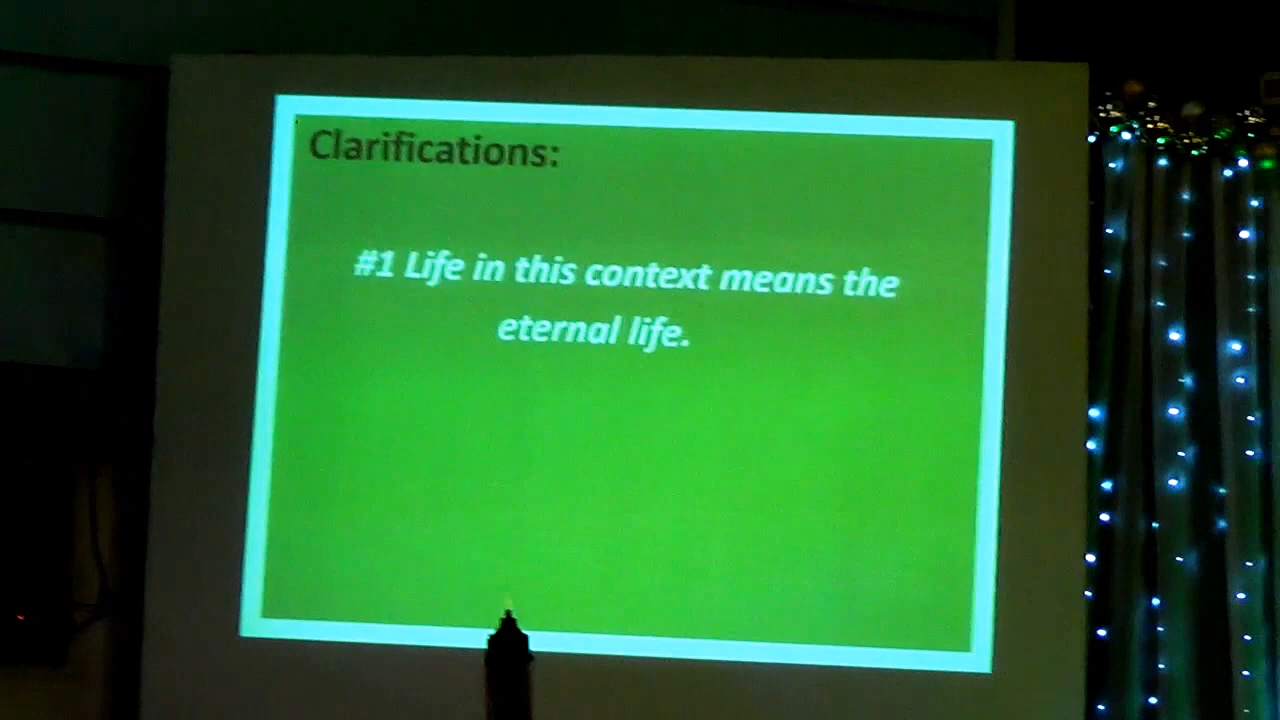 Clarifications:
#1 Life in this context means the
eternal life.